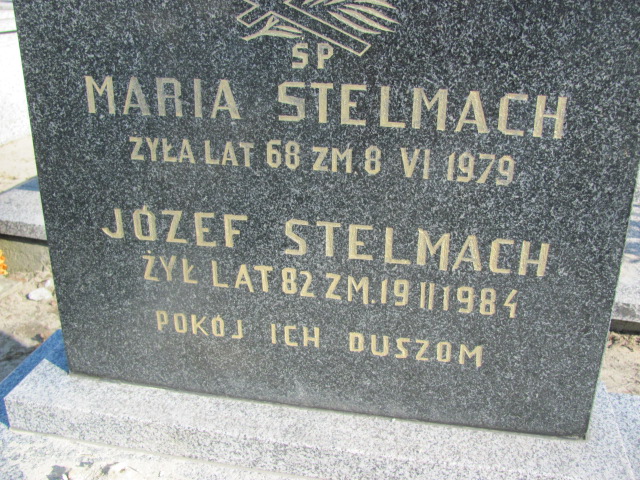 ŚP
MARIA STELMACH
ŻYŁA LAT 68 ZM. 8 VI 1979
JÓZEF STELMACH
ŻYŁ LAT 82 ZM. 19 II 1984
POKÓJ ICH DUSZOM